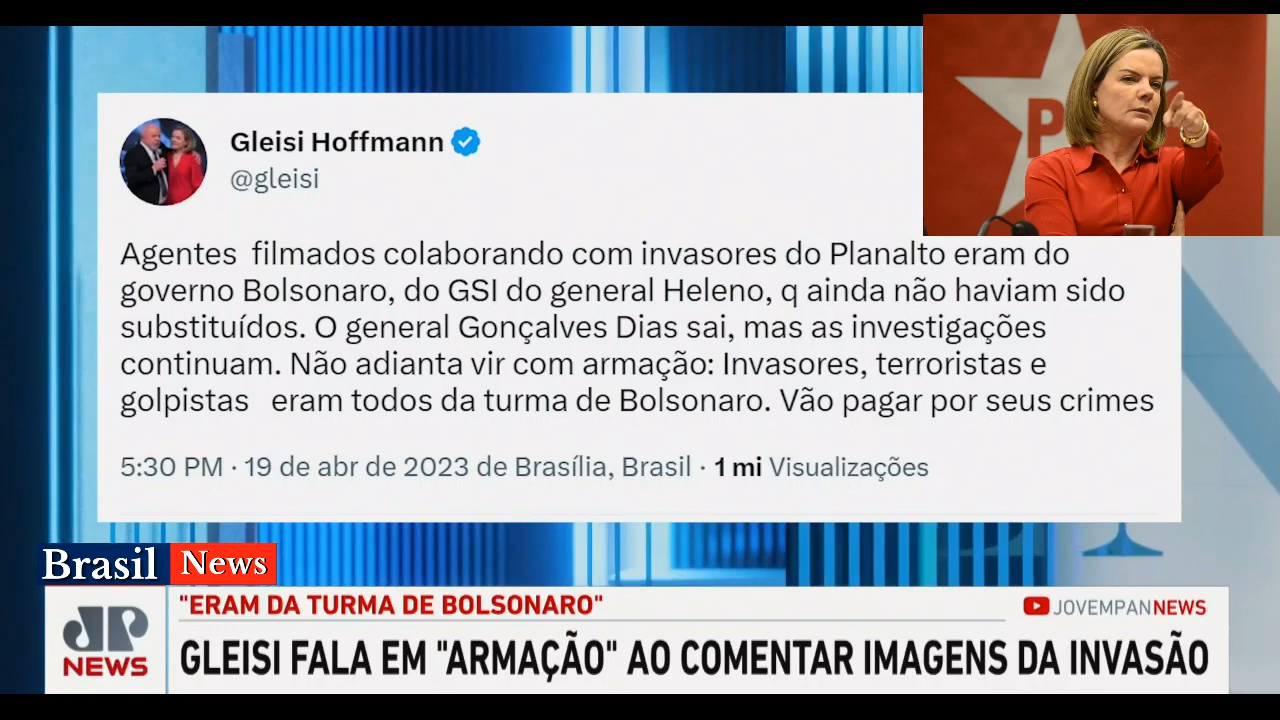 Gleisi Hoffmann
@gleisi
Agentes  filmados colaborando com invasores do Planalto eram do
governo Bolsonaro, do GSI do general Heleno, q ainda não haviam sido
substituídos. O general Gonçalves Dias sai, mas as investigações
continuam. Não adianta vir com armação: Invasores, terroristas e
golpistas   eram todos da turma de Bolsonaro. Vão pagar por seus crimes
5:30 PM · 19 de abr de 2023 de Brasília, Brasil · 1 mi Visualizações
P
Brasil News
JP
NEWS
"ERAM DA TURMA DE BOLSONARO"
JOVEMPANNEWS
GLEISI FALA EM "ARMAÇÃO" AO COMENTAR IMAGENS DA INVASÃO